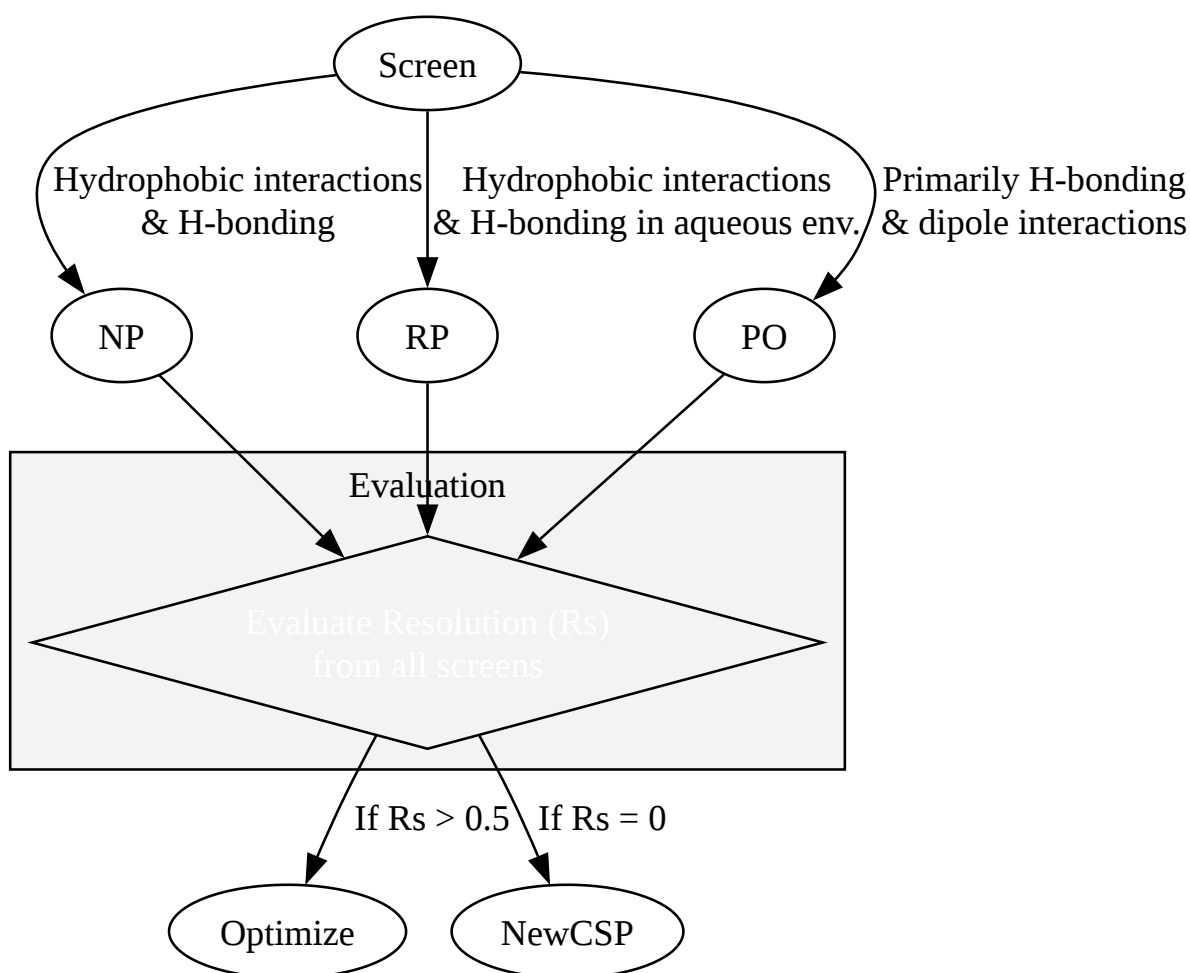 Screen
Hydrophobic interactions
& H-bonding
Hydrophobic interactions
& H-bonding in aqueous env.
Primarily H-bonding
& dipole interactions
NP
RP
PO
Evaluation
Evaluate Resolution (Rs)
from all screens
If Rs > 0.5
If Rs = 0
Optimize
NewCSP